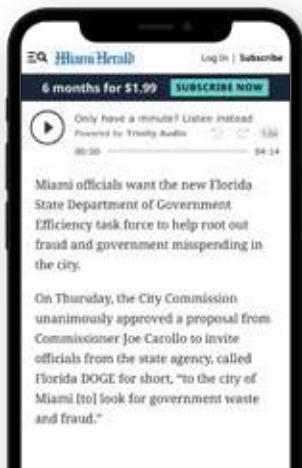 Miami Herald
Log In | Subscribe
6 months for $1.99 SUBSCRIBE NOW
Only have a minute? Listen instead
Powered by Trinity Audio
00:00 04:14
Miami officials want the new Florida
State Department of Government
Efficiency task force to help root out
fraud and government misspending in
the city.
On Thursday, the City Commission
unanimously approved a proposal from
Commissioner Joe Carollo to invite
officials from the state agency, called
Florida DOGE for short, "to the city of
Miami [to] look for government waste
and fraud."